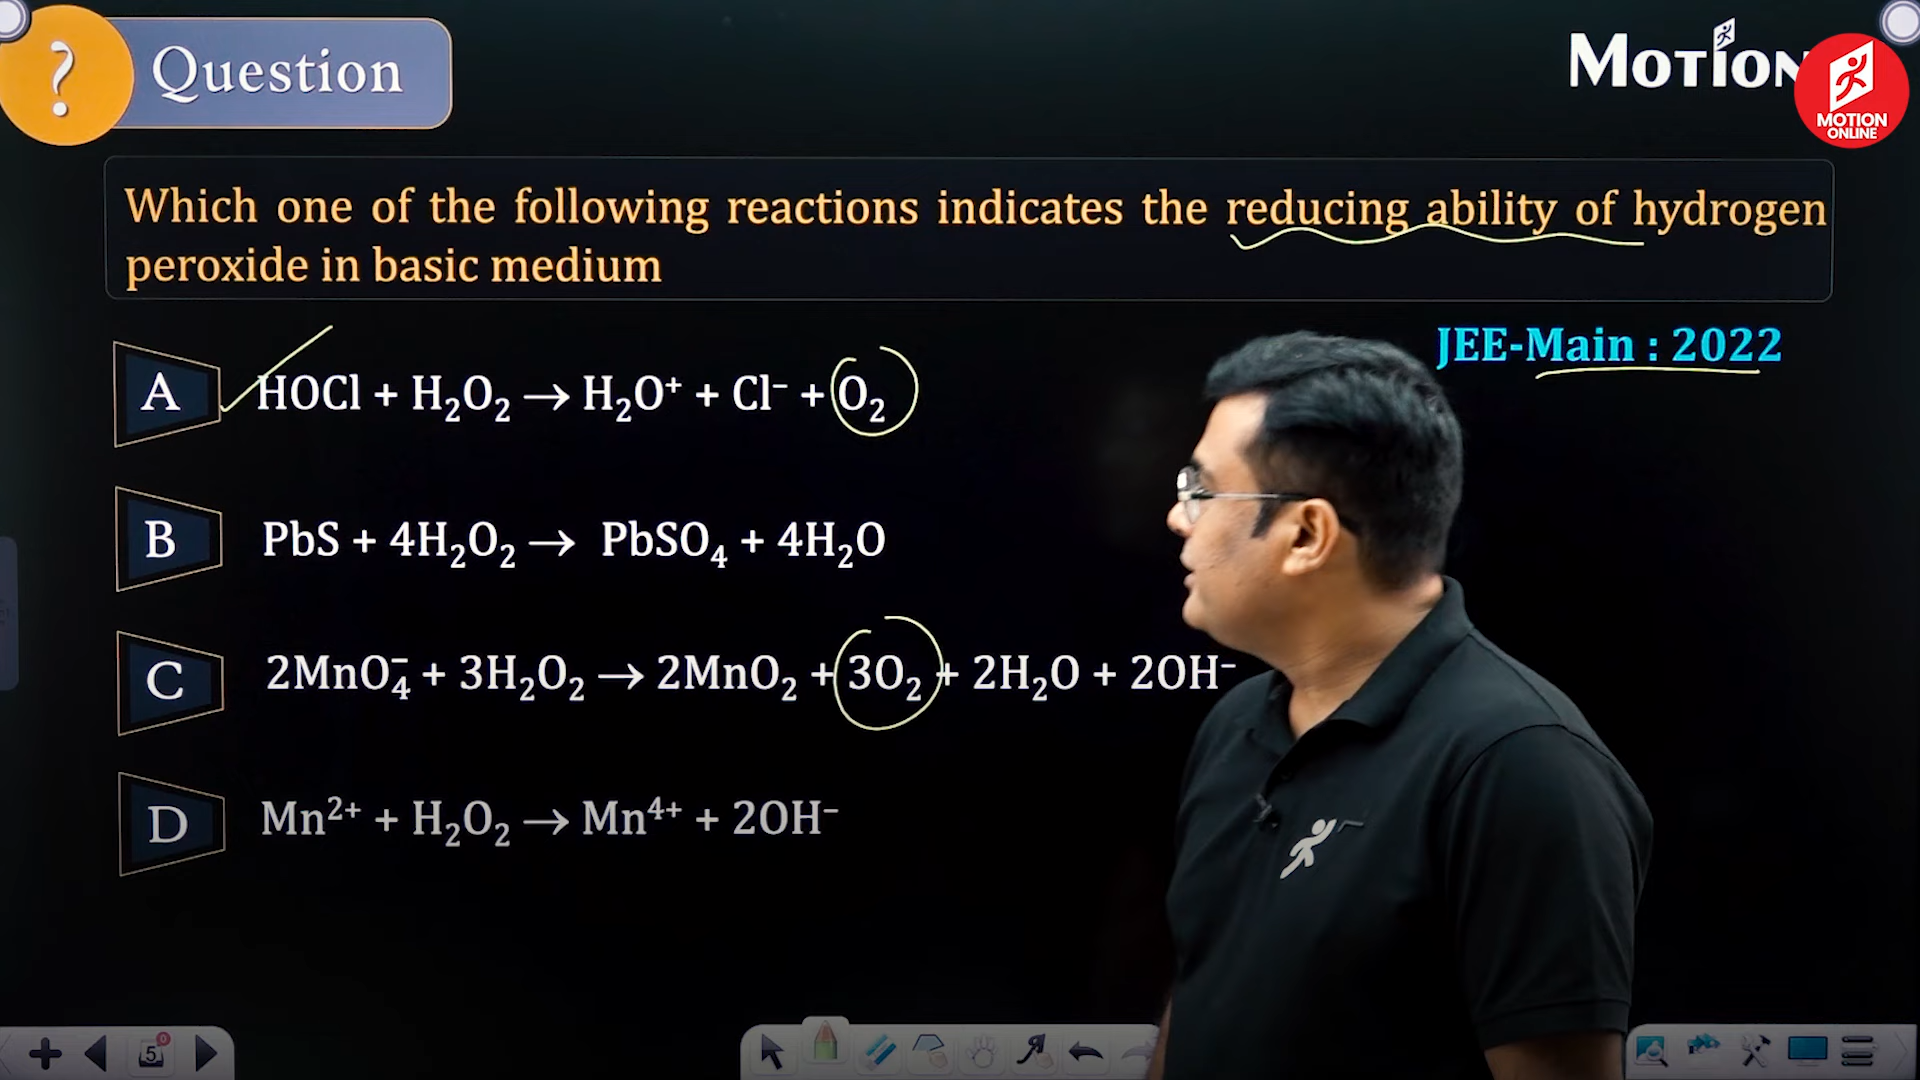 ? Question
MOTION
MOTION
ONLINE
Which one of the following reactions indicates the reducing ability of hydrogen
peroxide in basic medium
JEE-Main : 2022
A HOCl + H₂O₂ → H₂O⁺ + Cl⁻ + O₂
B PbS + 4H₂O₂ → PbSO₄ + 4H₂O
C 2MnO₄⁻ + 3H₂O₂ → 2MnO₂ + 3O₂ + 2H₂O + 2OH⁻
D Mn²⁺ + H₂O₂ → Mn⁴⁺ + 2OH⁻
5
0